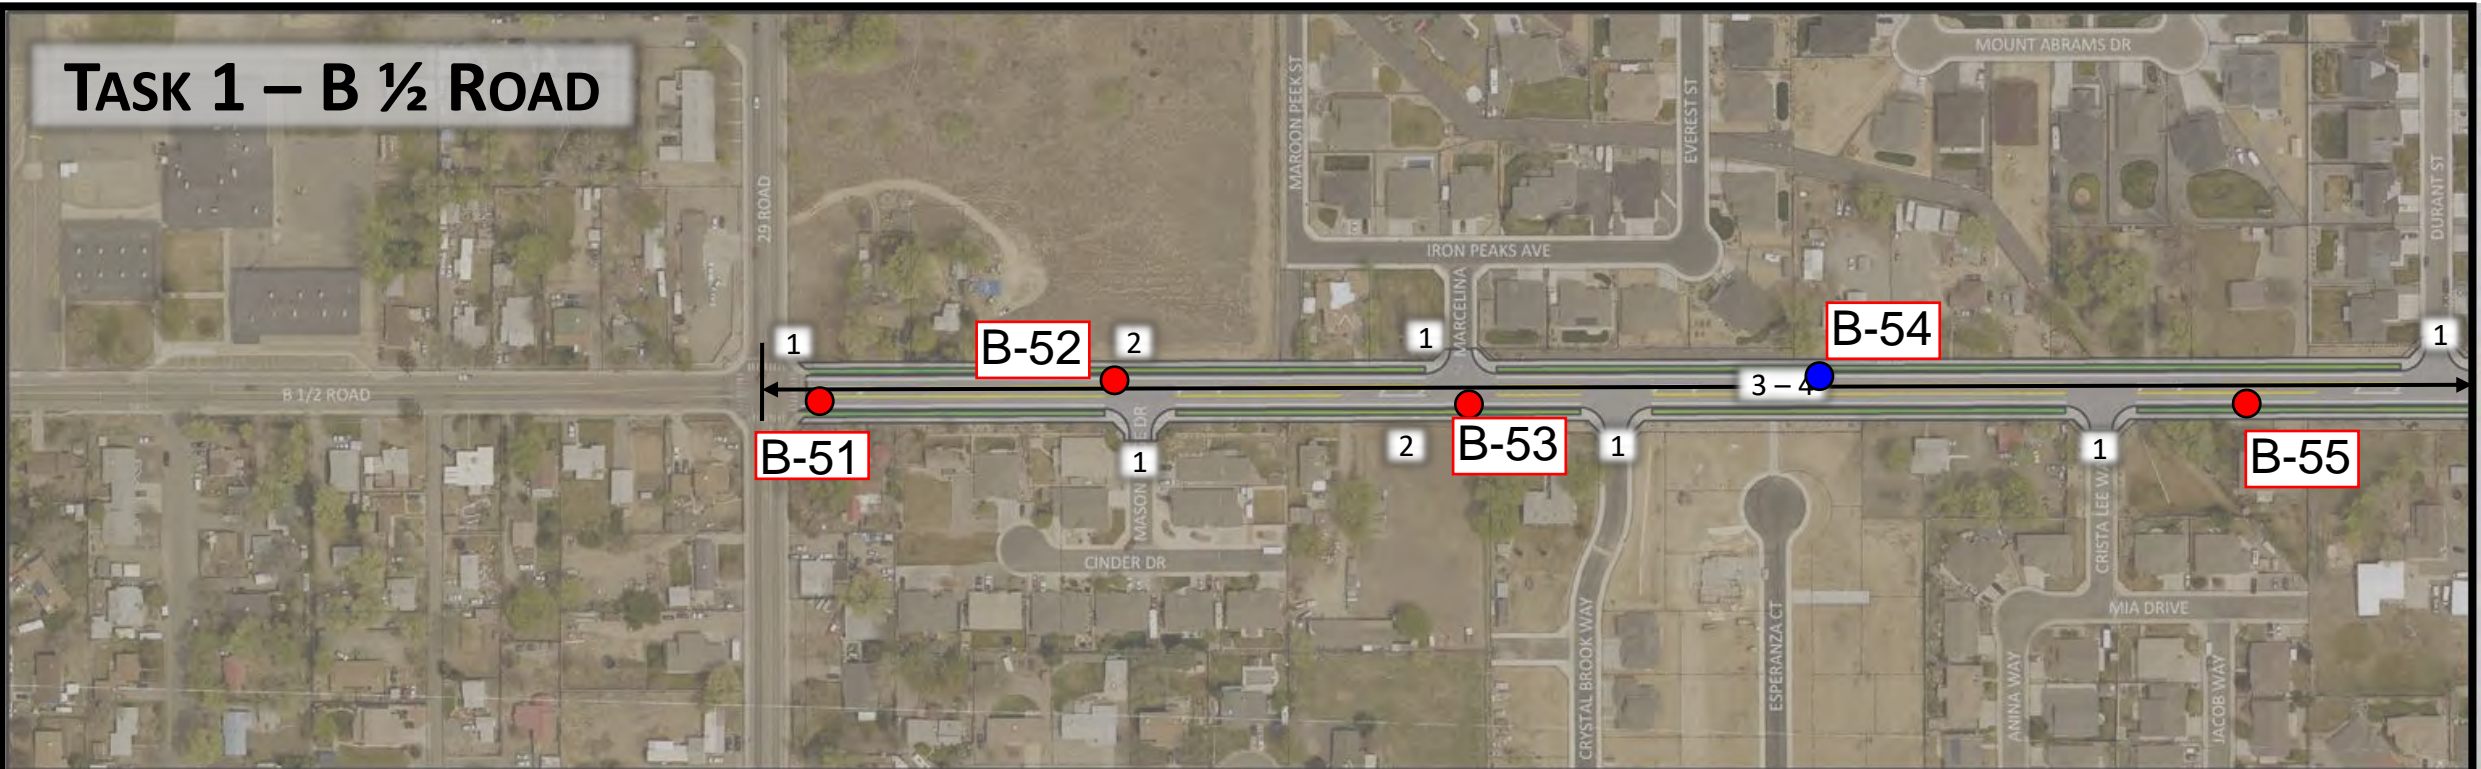 TASK 1 – B ½ ROAD
MOUNT ABRAMS DR
MAROON PEEK ST
EVEREST ST
DURANT ST
29 ROAD
IRON PEAKS AVE
MARCELINA
B-54
B-52
1
2
1
1
3 – 4
B 1/2 ROAD
B-51
1
2
B-53
1
1
B-55
MASON
DR
CINDER DR
CRISTA LEE W
MIA DRIVE
CRYSTAL BROOK WAY
ESPERANZA CT
ANINA WAY
JACOB WAY